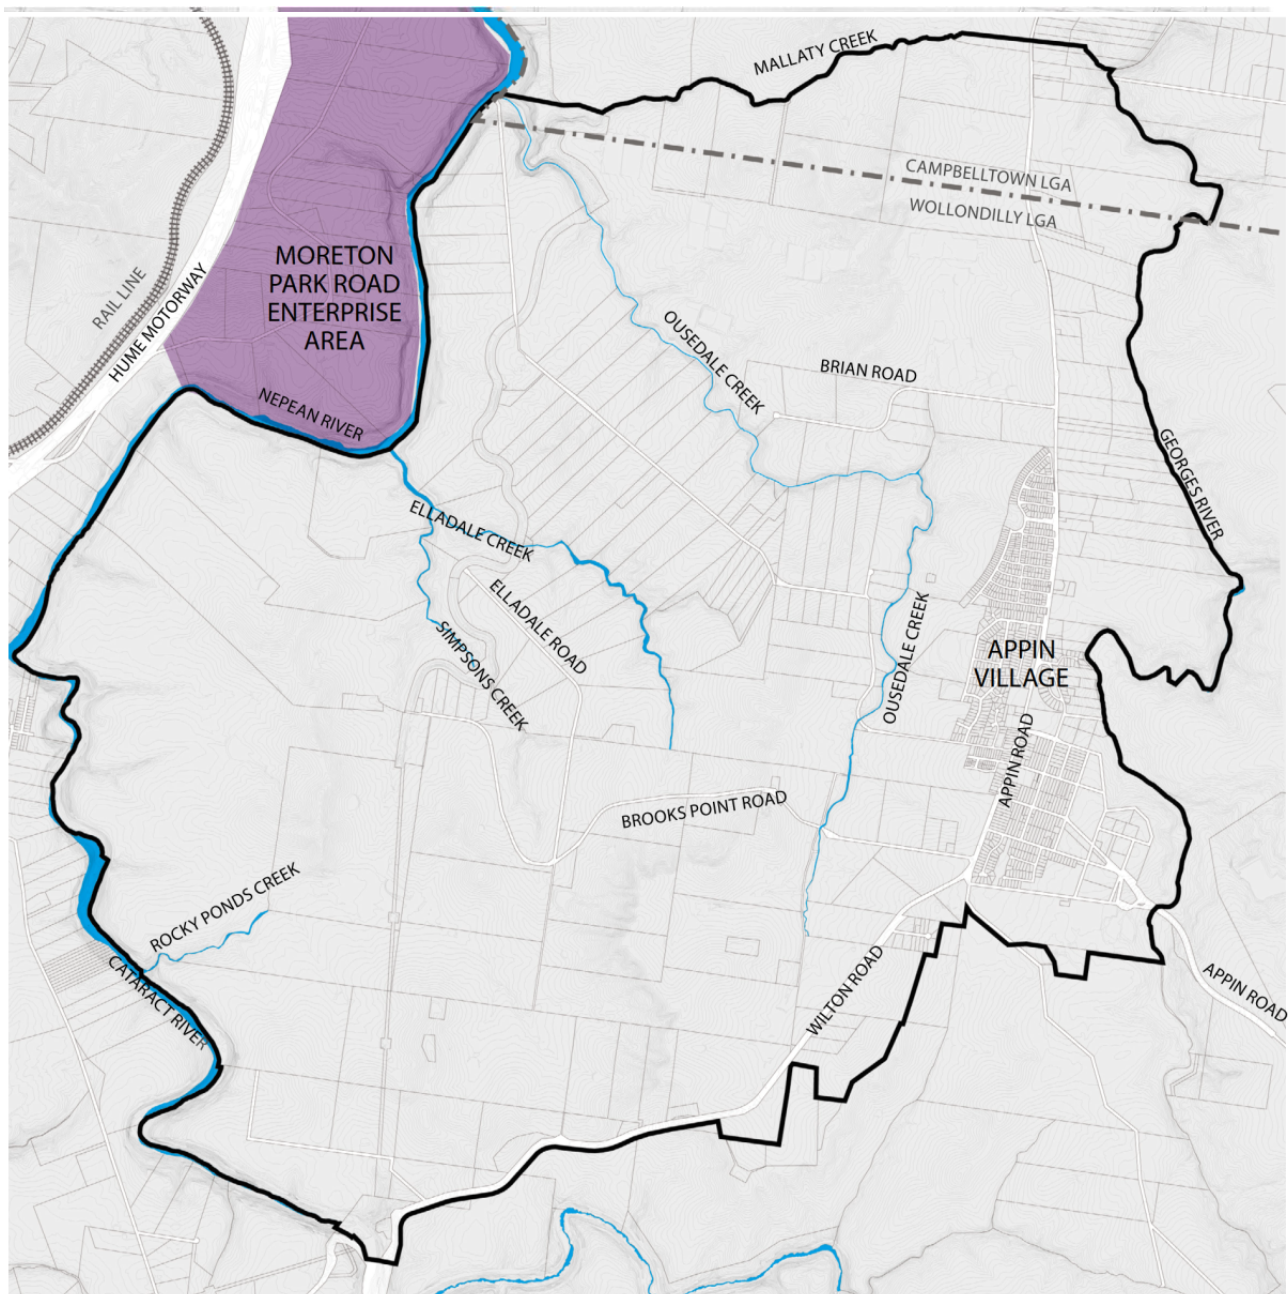 MALLATY CREEK
CAMPBELLTOWN LGA
WOLLONDILLY LGA
MORETON
PARK ROAD
ENTERPRISE
AREA
RAIL LINE
HUME MOTORWAY
OUSEDALE CREEK
BRIAN ROAD
NEPEAN RIVER
GEORGES RIVER
ELLADALE CREEK
ELLADALE ROAD
SIMPSONS CREEK
OUSEDALE CREEK
APPIN
VILLAGE
APPIN ROAD
BROOKS POINT ROAD
ROCKY PONDS CREEK
CATARACT RIVER
WILTON ROAD
APPIN ROAD